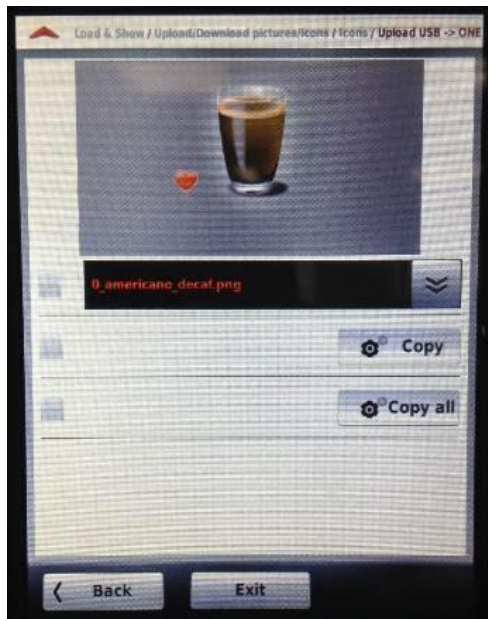 Load & Show / Upload/Download pictures/Icons / Icons / Upload USB -> ONE
0_americano_decaf.png
Copy
Copy all
Back
Exit